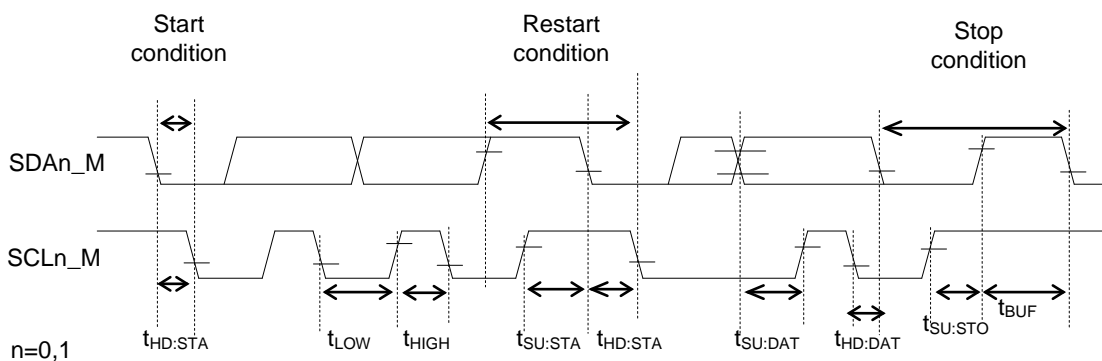 Start
condition
Restart
condition
Stop
condition
SDAn_M
SCLn_M
tHD:STA
tLOW
tHIGH
tSU:STA
tHD:STA
tSU:DAT
tHD:DAT
tSU:STO
tBUF
n=0,1